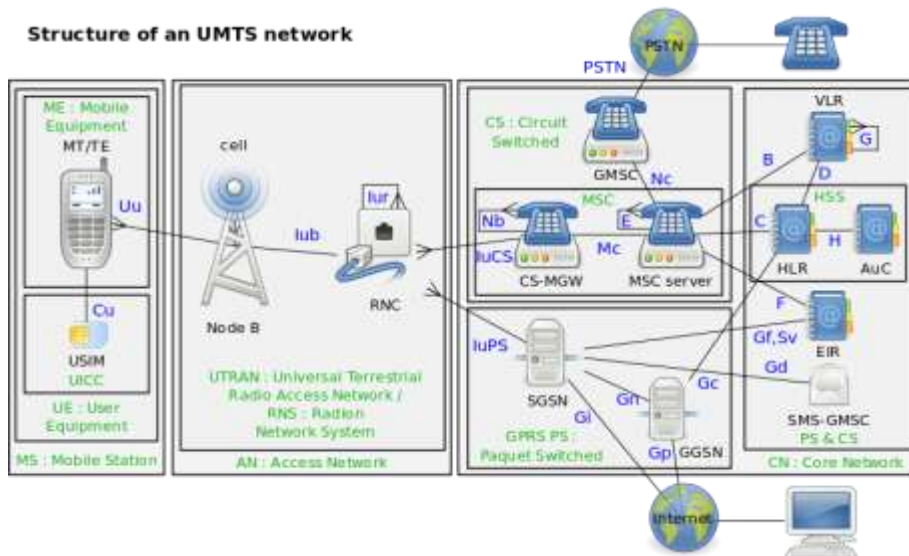 Structure of an UMTS network
PSTN
PSTN
ME : Mobile
Equipment
MT/TE
Uu
Cu
USIM
UICC
UE : User
Equipment
MS : Mobile Station
cell
Iub
Node B
Iur
RNC
UTRAN : Universal Terrestrial
Radio Access Network /
RNS : Radion
Network System
AN : Access Network
CS : Circuit
Switched
GMSC
Nc
MSC
Nb
E
IuCS
Mc
CS-MGW
MSC server
VLR
G
B
D
HSS
C
H
HLR
AuC
F
Gf,Sv
EIR
Gd
Gc
SMS-GMSC
PS & CS
IuPS
SGSN
Gn
Gi
GPRS PS :
Paquet Switched
Gp
GGSN
CN : Core Network
Internet